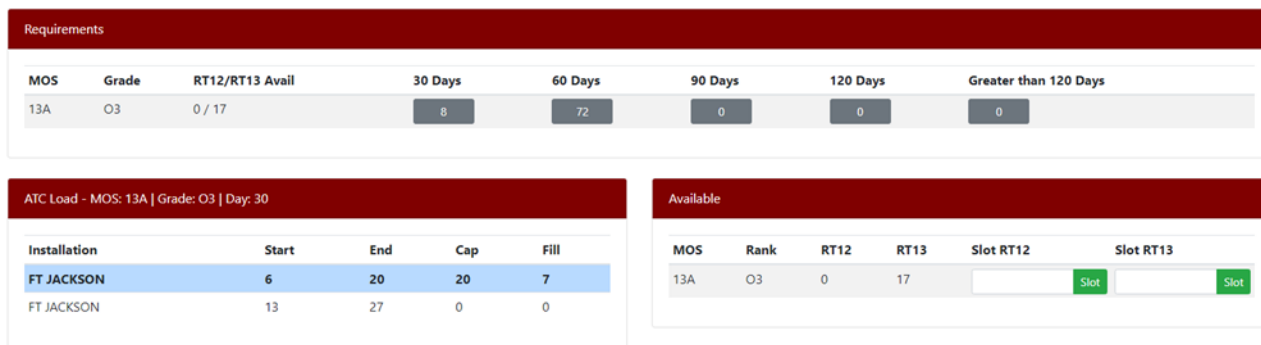 Requirements
MOS Grade RT12/RT13 Avail 30 Days 60 Days 90 Days 120 Days Greater than 120 Days
13A O3 0 / 17 8 72 0 0 0
ATC Load - MOS: 13A | Grade: O3 | Day: 30
Installation Start End Cap Fill
FT JACKSON 6 20 20 7
FT JACKSON 13 27 0 0
Available
MOS Rank RT12 RT13 Slot RT12 Slot RT13
13A O3 0 17 Slot Slot